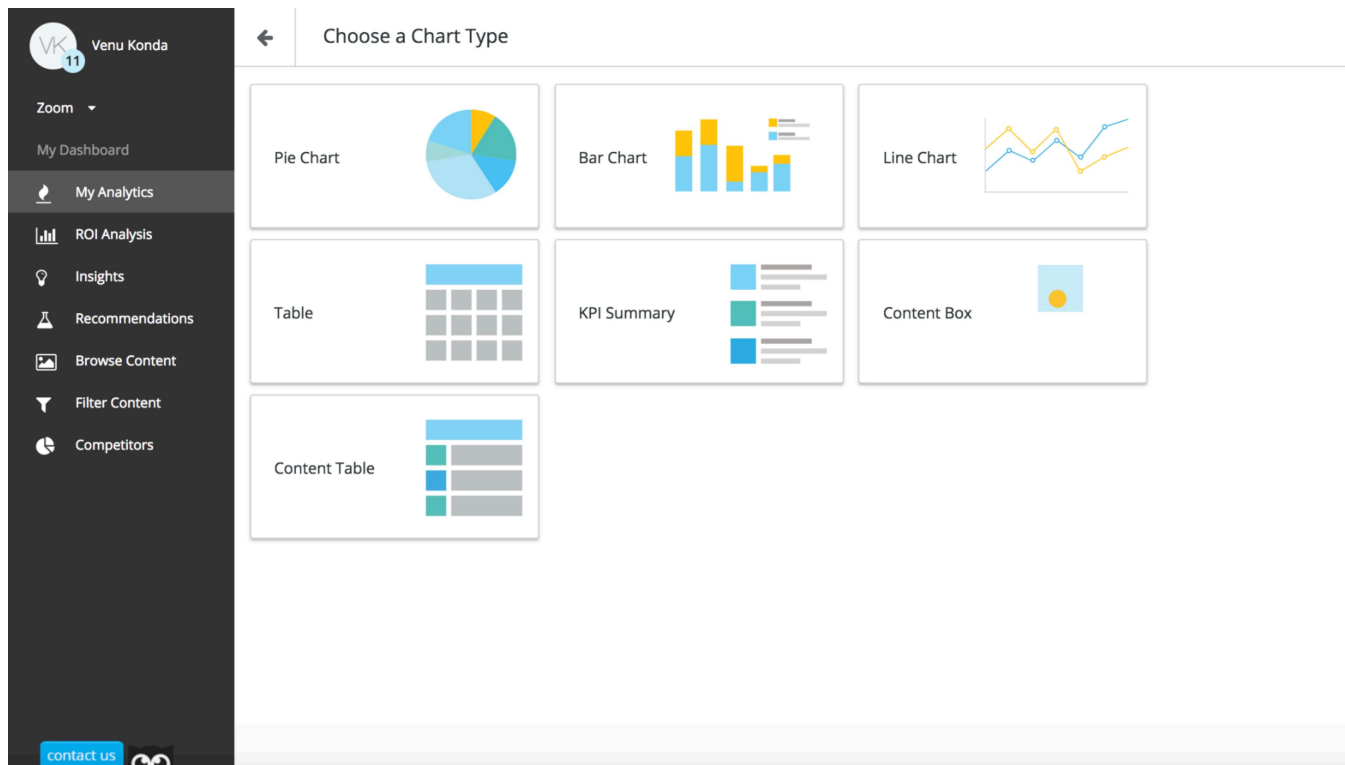 VK
11
Venu Konda
Choose a Chart Type
Zoom
My Dashboard
My Analytics
ROI Analysis
Insights
Recommendations
Browse Content
Filter Content
Competitors
contact us
Pie Chart
Bar Chart
Line Chart
Table
KPI Summary
Content Box
Content Table